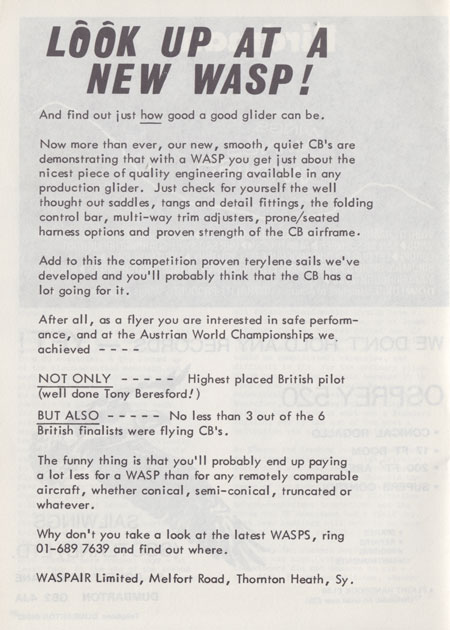 LÔÔK UP AT A
NEW WASP!
And find out just how good a good glider can be.
Now more than ever, our new, smooth, quiet CB's are
demonstrating that with a WASP you get just about the
nicest piece of quality engineering available in any
production glider. Just check for yourself the well
thought out saddles, tangs and detail fittings, the folding
control bar, multi-way trim adjusters, prone/seated
harness options and proven strength of the CB airframe.
Add to this the competition proven terylene sails we've
developed and you'll probably think that the CB has a
lot going for it.
After all, as a flyer you are interested in safe perform-
ance, and at the Austrian World Championships we
achieved - - - -
NOT ONLY - - - - - Highest placed British pilot
(well done Tony Beresford!)
BUT ALSO - - - - - No less than 3 out of the 6
British finalists were flying CB's.
The funny thing is that you'll probably end up paying
a lot less for a WASP than for any remotely comparable
aircraft, whether conical, semi-conical, truncated or
whatever.
Why don't you take a look at the latest WASPS, ring
01-689 7639 and find out where.
WASPAIR Limited, Melfort Road, Thornton Heath, Sy.